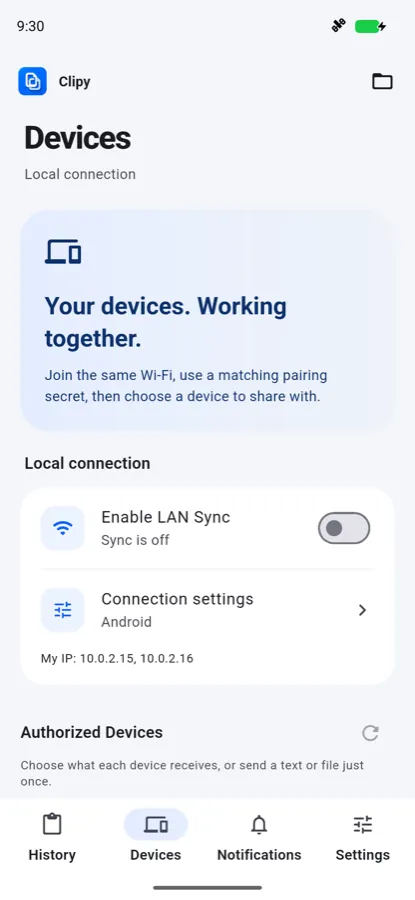 9:30
Clipy
Devices
Local connection
Your devices. Working
together.
Join the same Wi-Fi, use a matching pairing
secret, then choose a device to share with.
Local connection
Enable LAN Sync
Sync is off
Connection settings
Android
My IP: 10.0.2.15, 10.0.2.16
Authorized Devices
Choose what each device receives, or send a text or file just
once.
History
Devices
Notifications
Settings